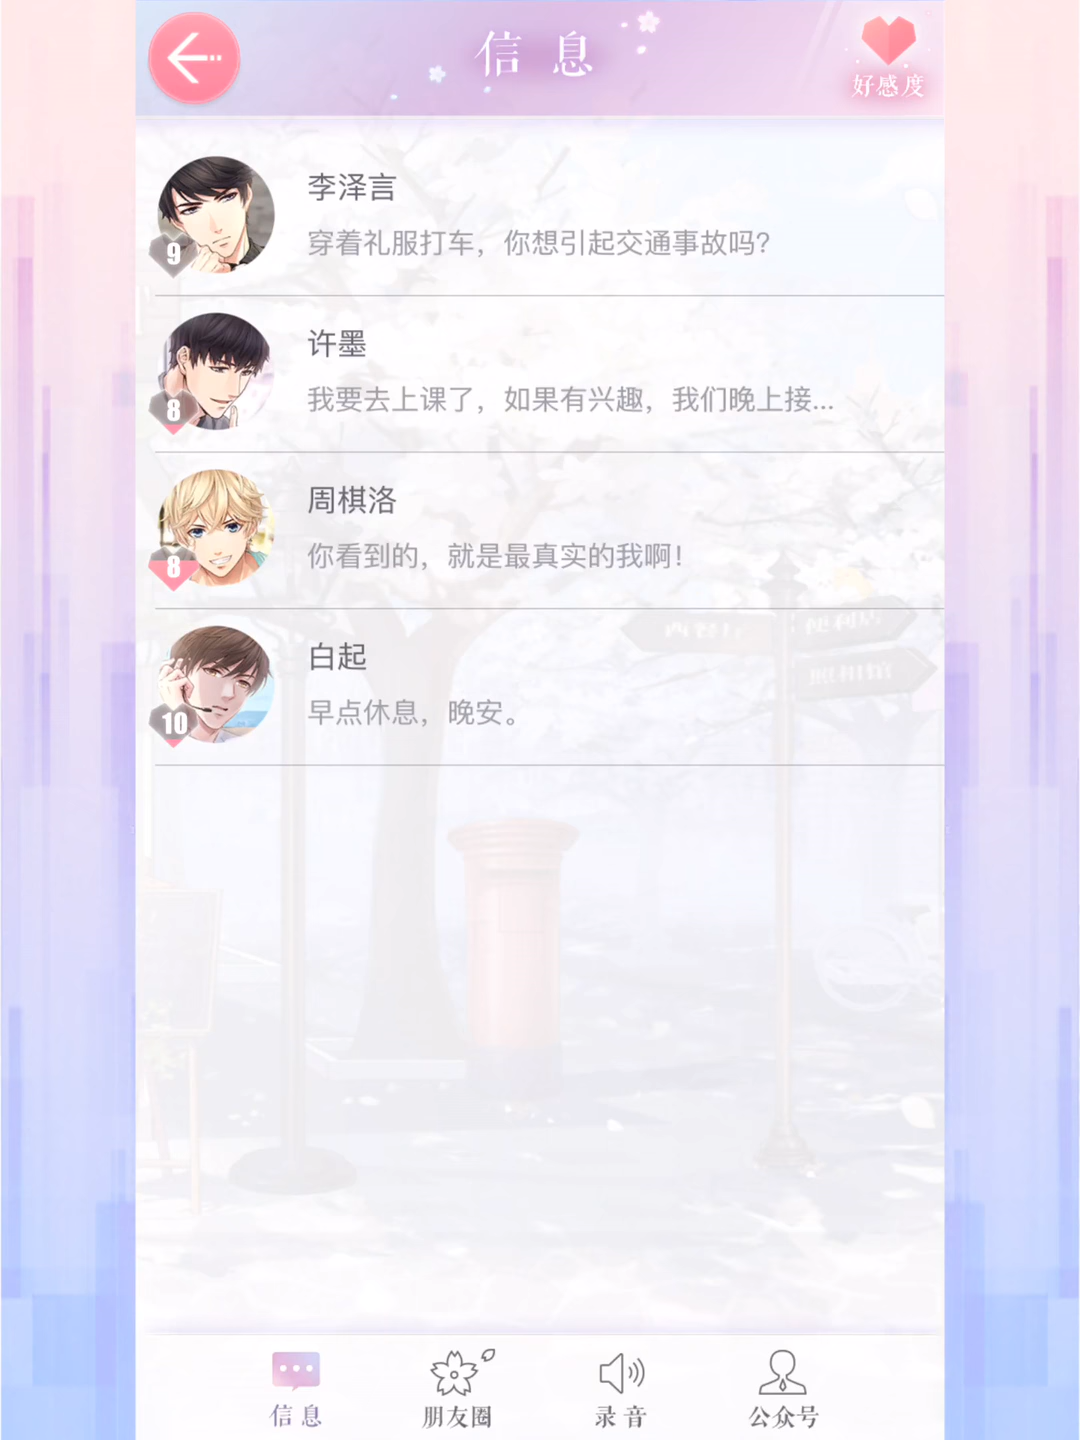 信息
好感度
李泽言
穿着礼服打车，你想引起交通事故吗？
9
许墨
我要去上课了，如果有兴趣，我们晚上接...
8
周棋洛
你看到的，就是最真实的我啊！
8
白起
早点休息，晚安。
10
便利店
信息
朋友圈
录音
公众号